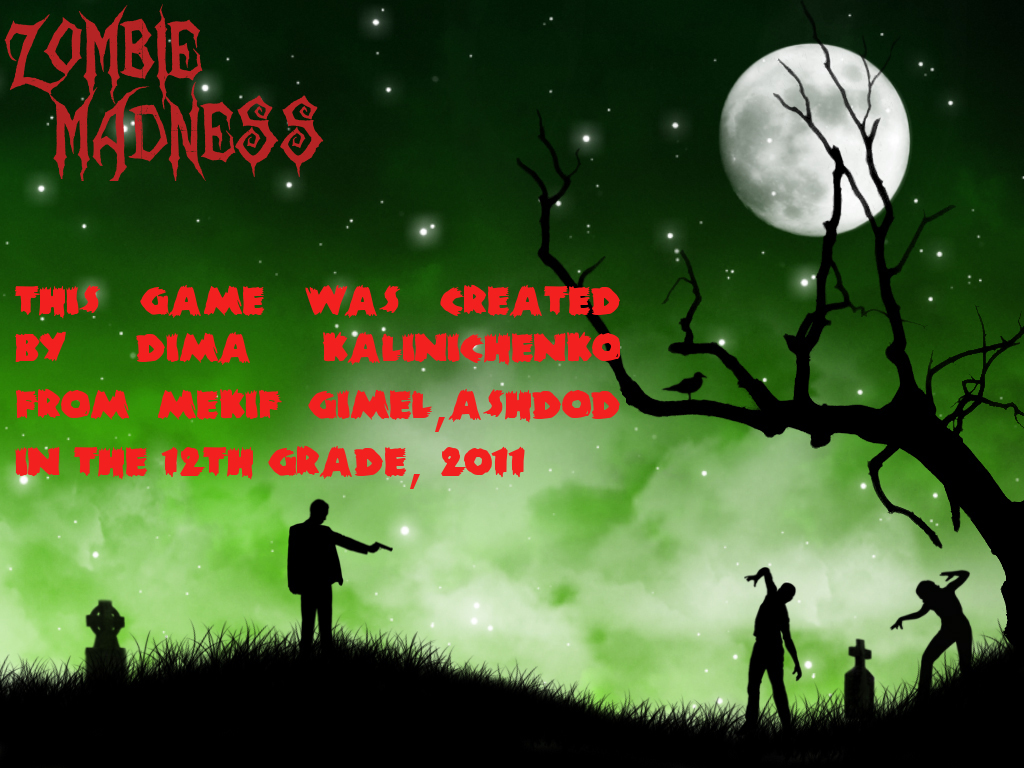 ZOMBIE
MADNESS
THIS GAME WAS CREATED
BY DIMA KALINICHENKO
FROM MEKIF GIMEL,ASHDOD
IN THE 12TH GRADE, 2011